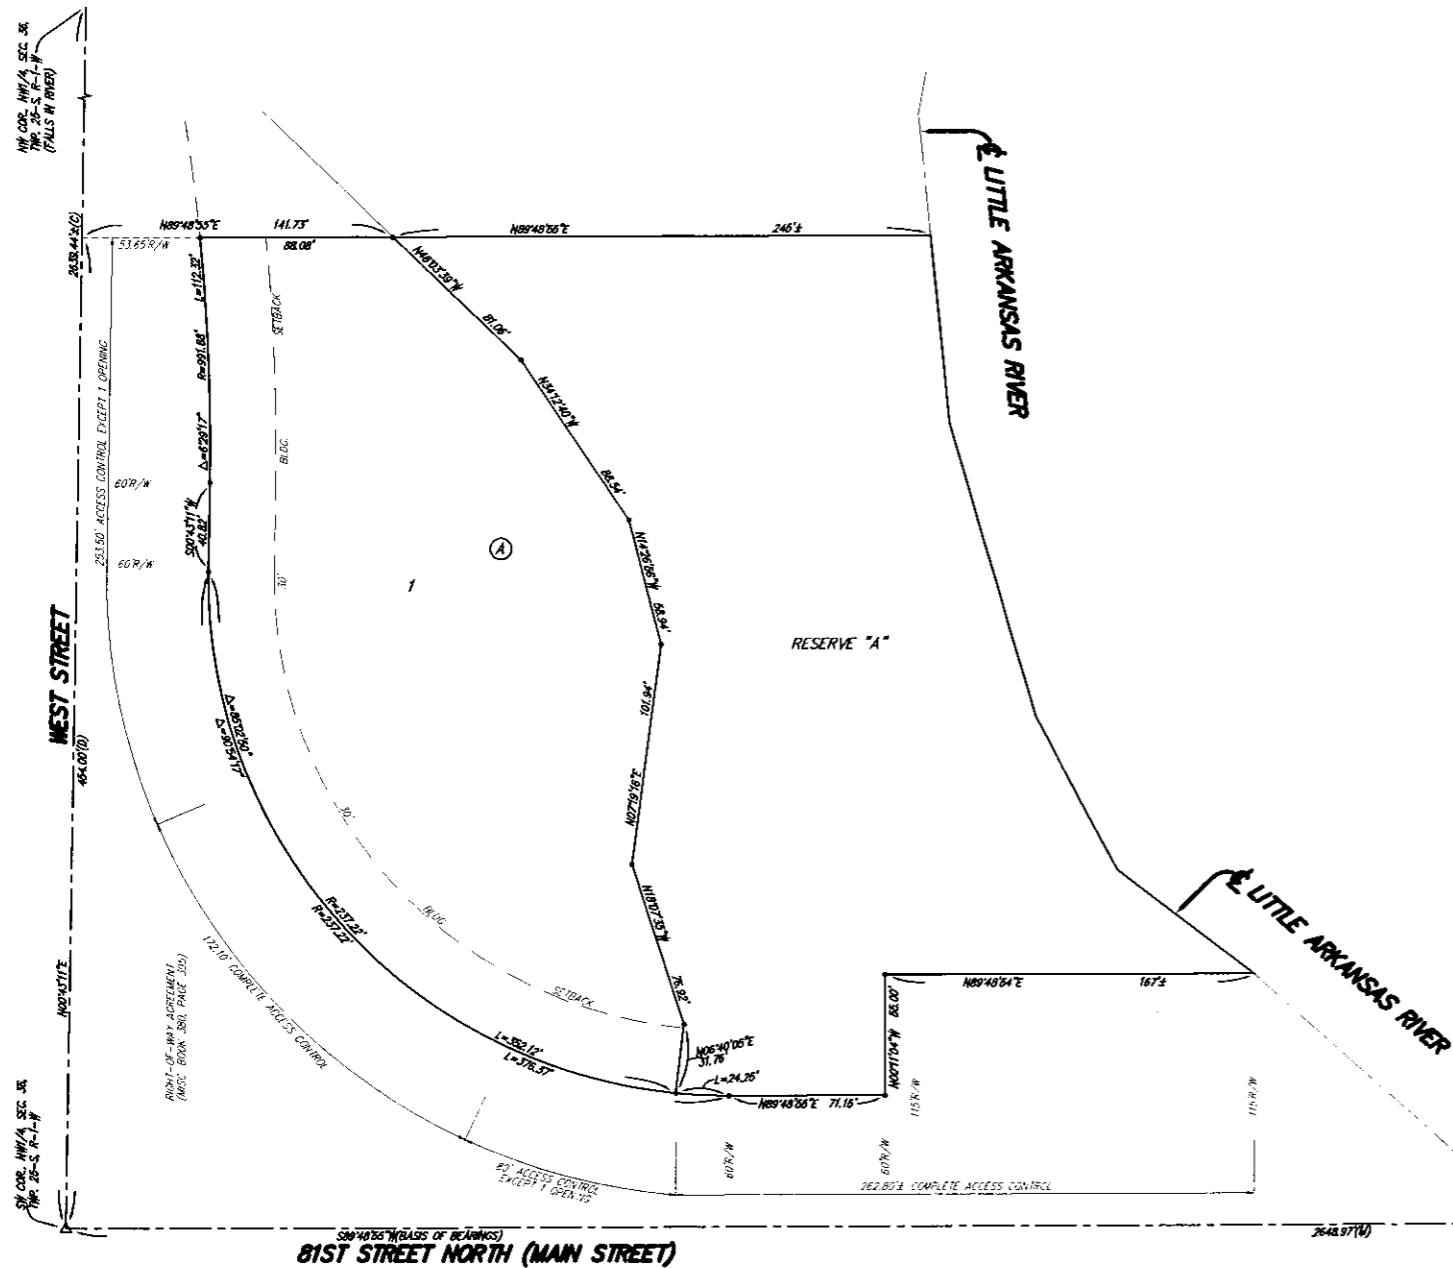 NW COR., NW1/4, SEC. 36,
TWP. 25-S, R-1-W
(FALLS IN RIVER)
2639.44'±(C)
N89°48'55"E
141.73'
53.65'R/W
88.08'
N89°48'55"E
246'±
LITTLE ARKANSAS RIVER
L=112.32'
R=991.88'
Δ=6°29'17"
SETBACK
BLDG.
30'
N46°03'39"W
81.06'
N34°12'40"W
88.54'
253.50' ACCESS CONTROL EXCEPT 1 OPENING
60'R/W
S00°43'11"W
40.82'
60'R/W
A
1
N14°26'56"W
58.94'
RESERVE "A"
WEST STREET
464.00'(D)
101.94'
N07°19'16"E
Δ=85°02'50"
Δ=90°54'17"
30'
R=237.22'
R=237.22'
BLDG.
SETBACK
N18°07'35"W
75.92'
LITTLE ARKANSAS RIVER
172.10' COMPLETE ACCESS CONTROL
RIGHT-OF-WAY AGREEMENT
(MISC. BOOK 380, PAGE 395)
N00°43'11"E
L=352.12'
L=376.37'
N06°40'05"E
31.76'
L=24.25'
N89°48'55"E 71.15'
N00°11'04"W 55.00'
N89°48'54"E
167'±
115'R/W
115'R/W
60'R/W
60'R/W
80' ACCESS CONTROL
EXCEPT 1 OPENING
262.80'± COMPLETE ACCESS CONTROL
SW COR., NW1/4, SEC. 36,
TWP. 25-S, R-1-W
S89°48'55"W(BASIS OF BEARINGS)
2648.97'(M)
81ST STREET NORTH (MAIN STREET)